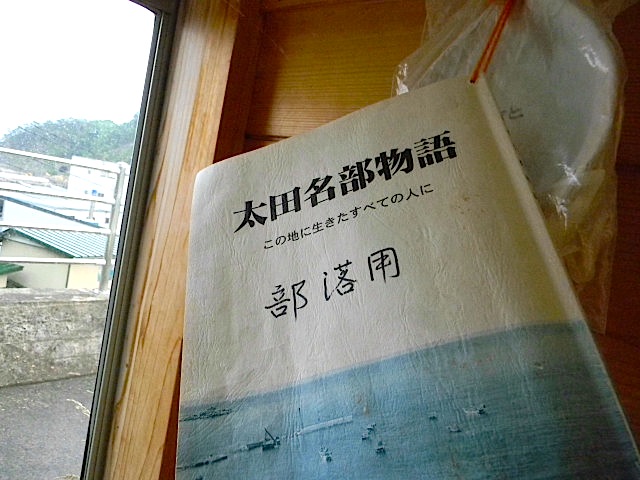 太田名部物語
この地に生きたすべての人に
部落用
と